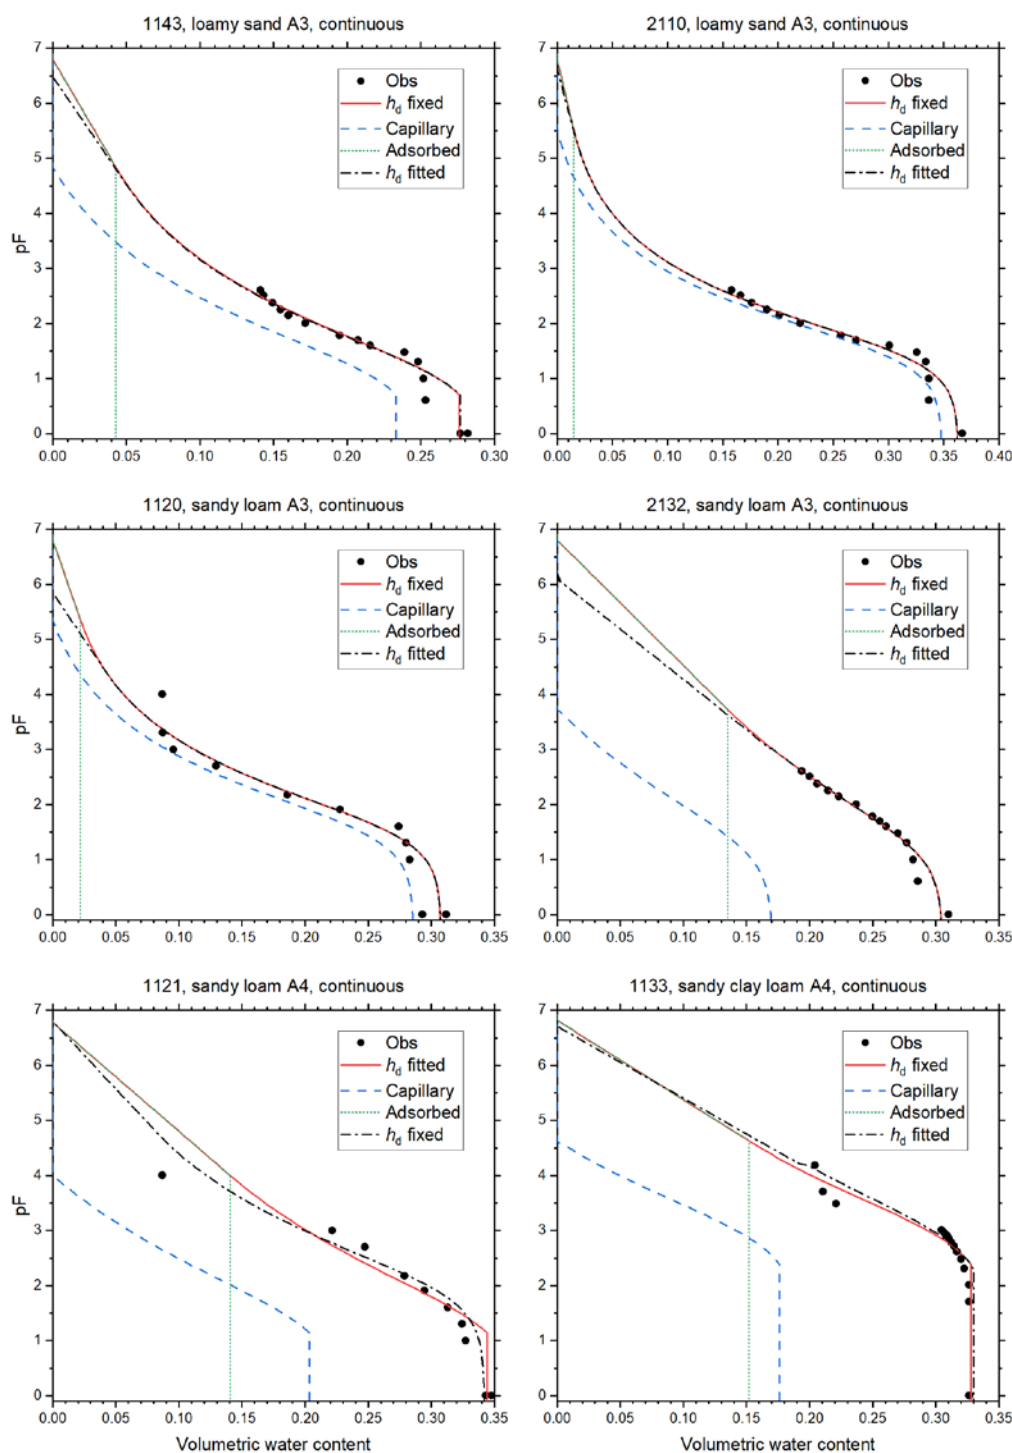 1143, loamy sand A3, continuous
7
6
5
4
3
2
1
0
pF
Obs
hd fixed
Capillary
Adsorbed
hd fitted
0.00 0.05 0.10 0.15 0.20 0.25 0.30
2110, loamy sand A3, continuous
7
6
5
4
3
2
1
0
Obs
hd fixed
Capillary
Adsorbed
hd fitted
0.00 0.05 0.10 0.15 0.20 0.25 0.30 0.35 0.40
1120, sandy loam A3, continuous
7
6
5
4
3
2
1
0
pF
Obs
hd fixed
Capillary
Adsorbed
hd fitted
0.00 0.05 0.10 0.15 0.20 0.25 0.30 0.35
2132, sandy loam A3, continuous
7
6
5
4
3
2
1
0
Obs
hd fixed
Capillary
Adsorbed
hd fitted
0.00 0.05 0.10 0.15 0.20 0.25 0.30 0.35
1121, sandy loam A4, continuous
7
6
5
4
3
2
1
0
pF
Obs
hd fitted
Capillary
Adsorbed
hd fixed
0.00 0.05 0.10 0.15 0.20 0.25 0.30 0.35
Volumetric water content
1133, sandy clay loam A4, continuous
7
6
5
4
3
2
1
0
Obs
hd fixed
Capillary
Adsorbed
hd fitted
0.00 0.05 0.10 0.15 0.20 0.25 0.30 0.35
Volumetric water content